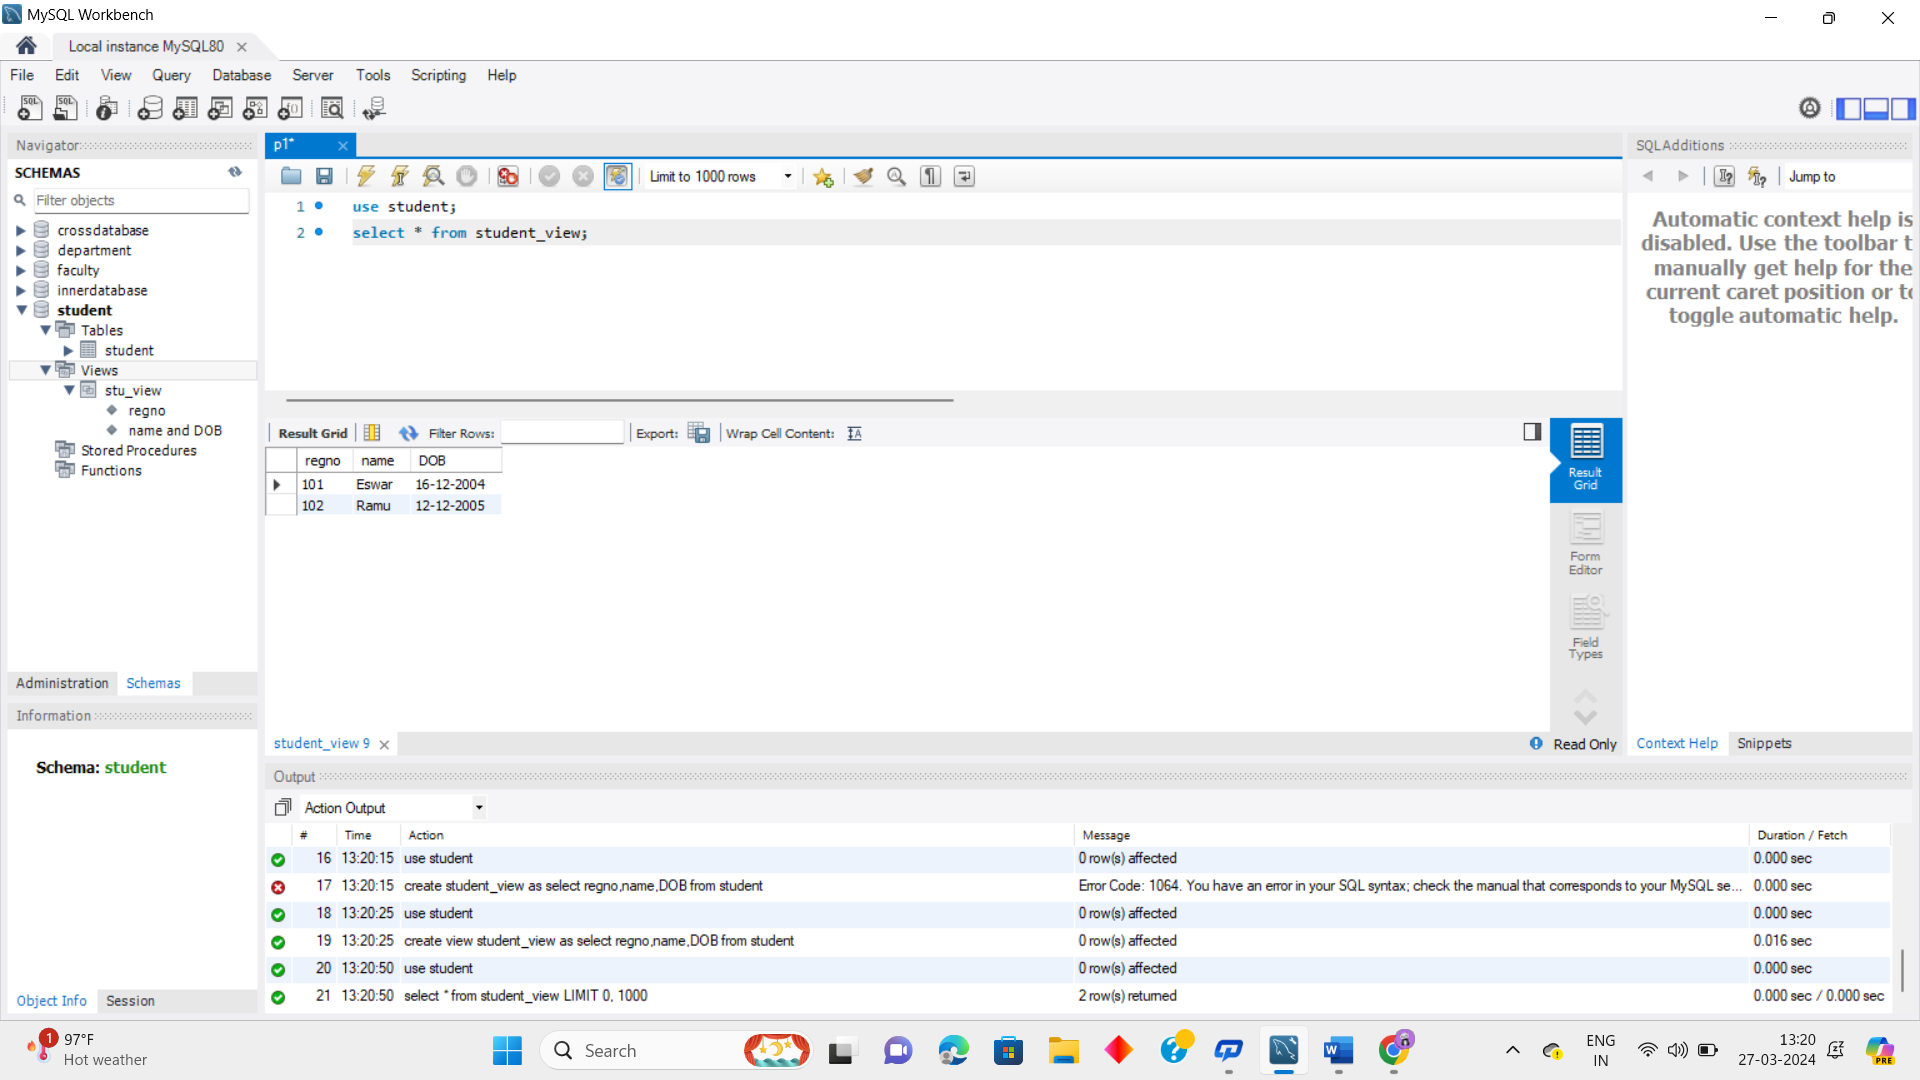 MySQL Workbench
Local instance MySQL80
File Edit View Query Database Server Tools Scripting Help
Navigator
SCHEMAS
Filter objects
crossdatabase
department
faculty
innerdatabase
student
Tables
student
Views
stu_view
regno
name and DOB
Stored Procedures
Functions
Administration Schemas
Information
Schema: student
Object Info Session
p1*
Limit to 1000 rows
1 use student;
2 select * from student_view;
Result Grid Filter Rows: Export: Wrap Cell Content:
regno name DOB
101 Eswar 16-12-2004
102 Ramu 12-12-2005
Result
Grid
Form
Editor
Field
Types
student_view 9
Read Only
SQLAdditions
Jump to
Automatic context help is
disabled. Use the toolbar t
manually get help for the
current caret position or to
toggle automatic help.
Context Help Snippets
Output
Action Output
# Time Action Message Duration / Fetch
16 13:20:15 use student 0 row(s) affected 0.000 sec
17 13:20:15 create student_view as select regno,name,DOB from student Error Code: 1064. You have an error in your SQL syntax; check the manual that corresponds to your MySQL se... 0.000 sec
18 13:20:25 use student 0 row(s) affected 0.000 sec
19 13:20:25 create view student_view as select regno,name,DOB from student 0 row(s) affected 0.016 sec
20 13:20:50 use student 0 row(s) affected 0.000 sec
21 13:20:50 select * from student_view LIMIT 0, 1000 2 row(s) returned 0.000 sec / 0.000 sec
1
97°F
Hot weather
Search
ENG
IN
13:20
27-03-2024
PRE